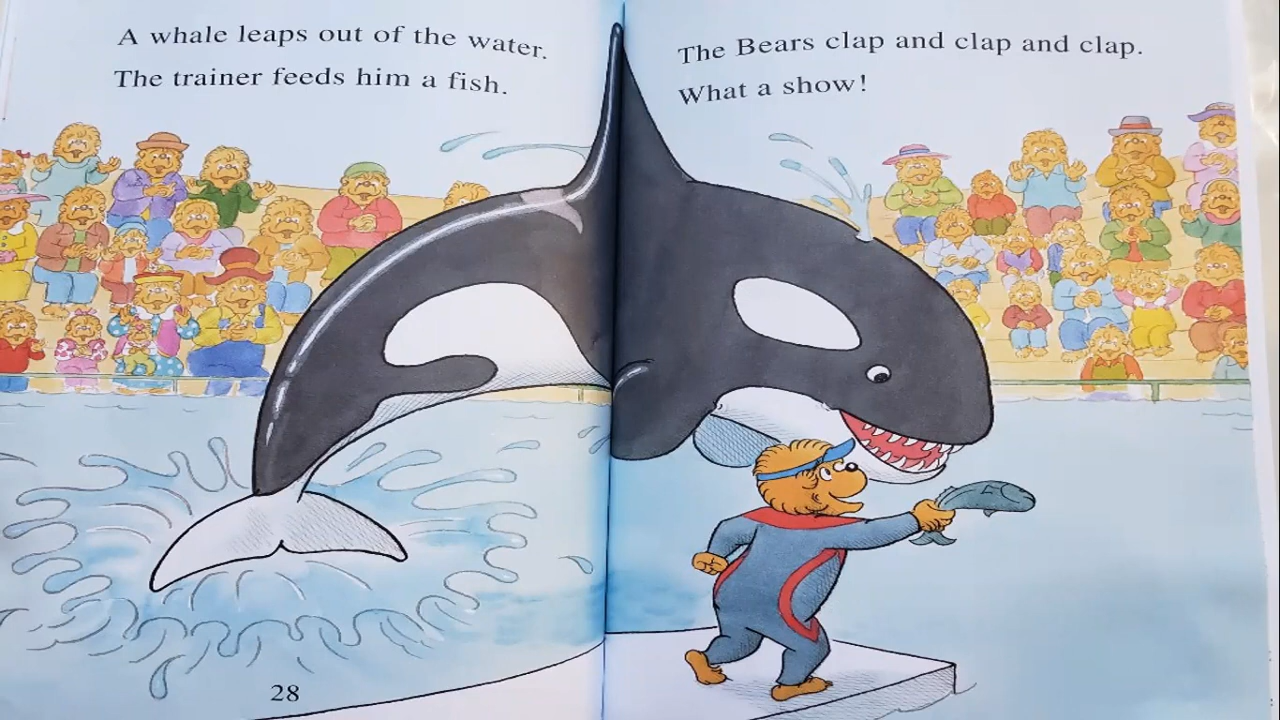 A whale leaps out of the water.
The trainer feeds him a fish.
The Bears clap and clap and clap.
What a show!
28